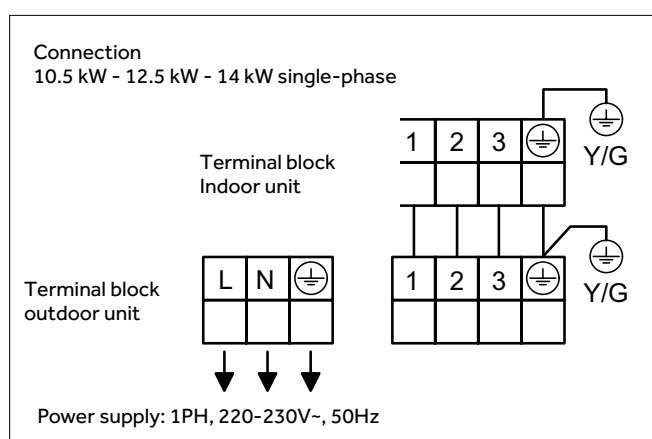 Connection
10.5 kW - 12.5 kW - 14 kW single-phase
1 2 3
Y/G
Terminal block
Indoor unit
L N
1 2 3
Y/G
Terminal block
outdoor unit
Power supply: 1PH, 220-230V~, 50Hz